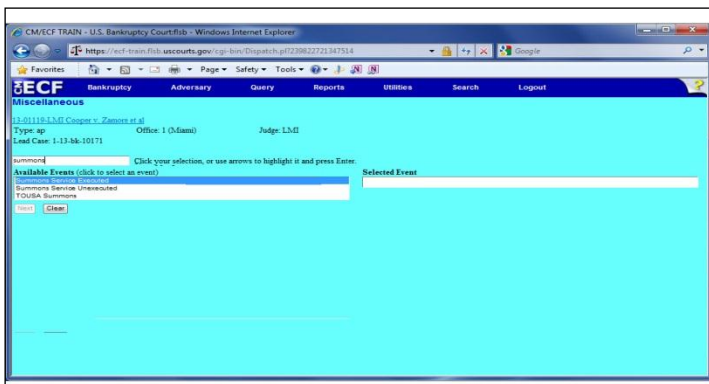 CM/ECF TRAIN - U.S. Bankruptcy Court:flsb - Windows Internet Explorer
https://ecf-train.flsb.uscourts.gov/cgi-bin/Dispatch.pl?239822721347514
Google
Favorites Page Safety Tools
ECF Bankruptcy Adversary Query Reports Utilities Search Logout ?
Miscellaneous
13-01119-LMI Cooper v. Zamors et al
Type: ap Office: 1 (Miami) Judge: LMI
Lead Case: 1-13-bk-10171
summons Click your selection, or use arrows to highlight it and press Enter.
Available Events (click to select an event) Selected Event
Summons Service Executed
Summons Service Unexecuted
TOUSA Summons
Next Clear